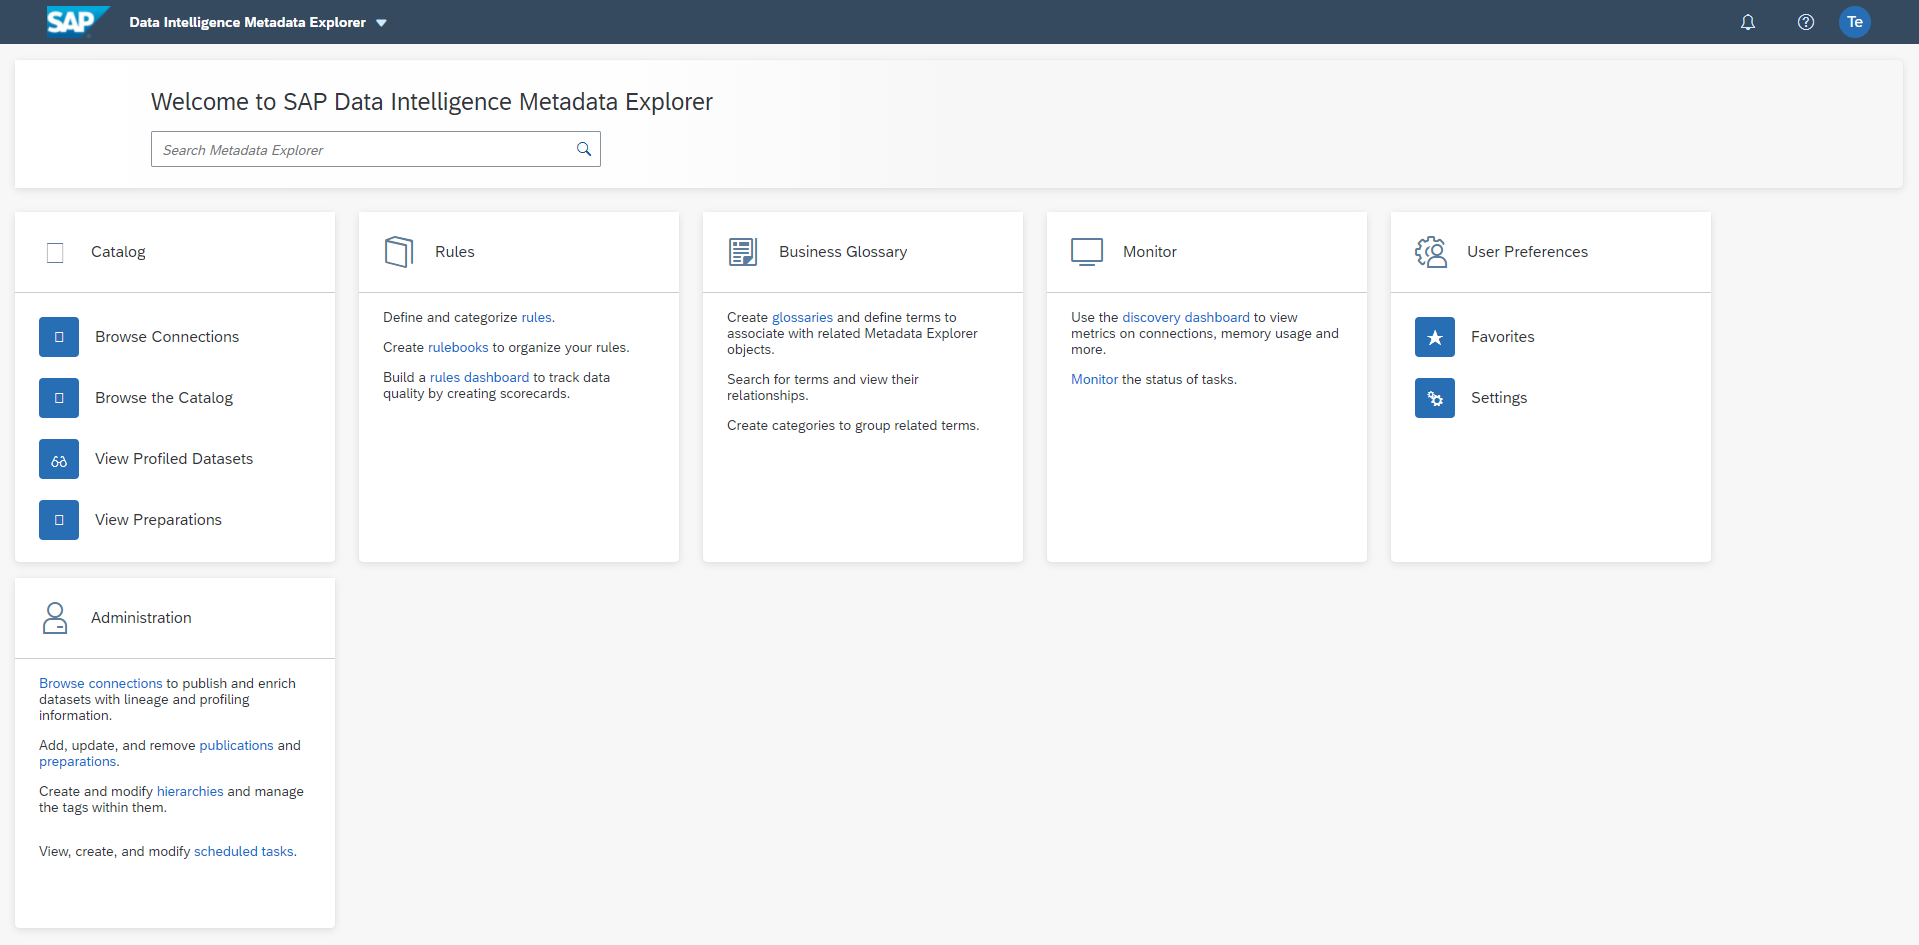 SAP Data Intelligence Metadata Explorer
Te
Welcome to SAP Data Intelligence Metadata Explorer
Search Metadata Explorer
Catalog
Browse Connections
Browse the Catalog
View Profiled Datasets
View Preparations
Rules
Define and categorize rules.
Create rulebooks to organize your rules.
Build a rules dashboard to track data
quality by creating scorecards.
Business Glossary
Create glossaries and define terms to
associate with related Metadata Explorer
objects.
Search for terms and view their
relationships.
Create categories to group related terms.
Monitor
Use the discovery dashboard to view
metrics on connections, memory usage and
more.
Monitor the status of tasks.
User Preferences
Favorites
Settings
Administration
Browse connections to publish and enrich
datasets with lineage and profiling
information.
Add, update, and remove publications and
preparations.
Create and modify hierarchies and manage
the tags within them.
View, create, and modify scheduled tasks.